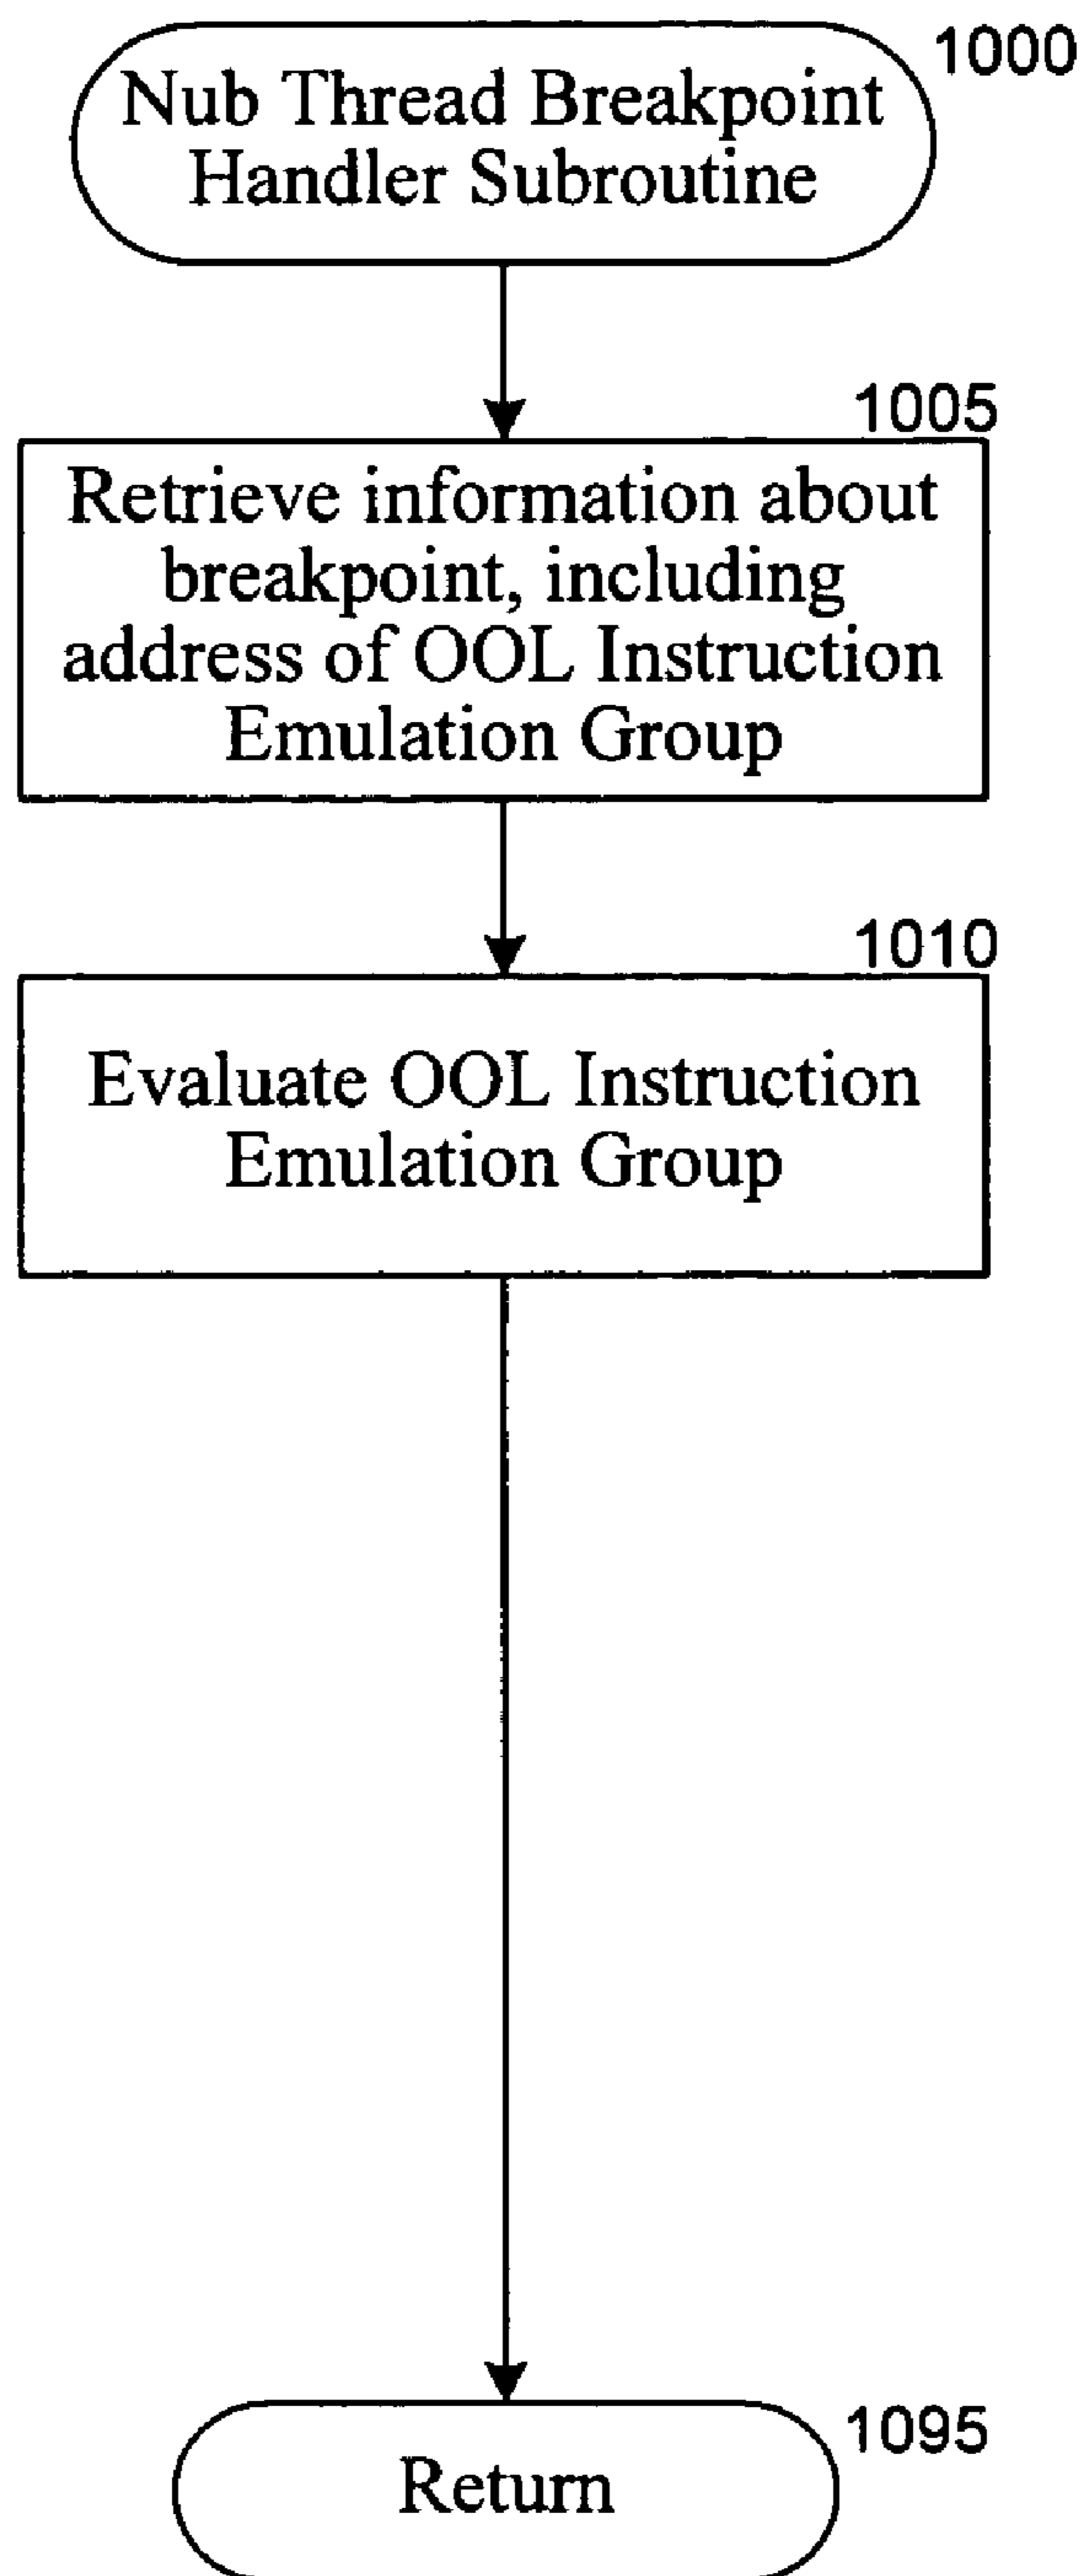 1000
Nub Thread Breakpoint
Handler Subroutine
1005
Retrieve information about
breakpoint, including
address of OOL Instruction
Emulation Group
1010
Evaluate OOL Instruction
Emulation Group
1095
Return